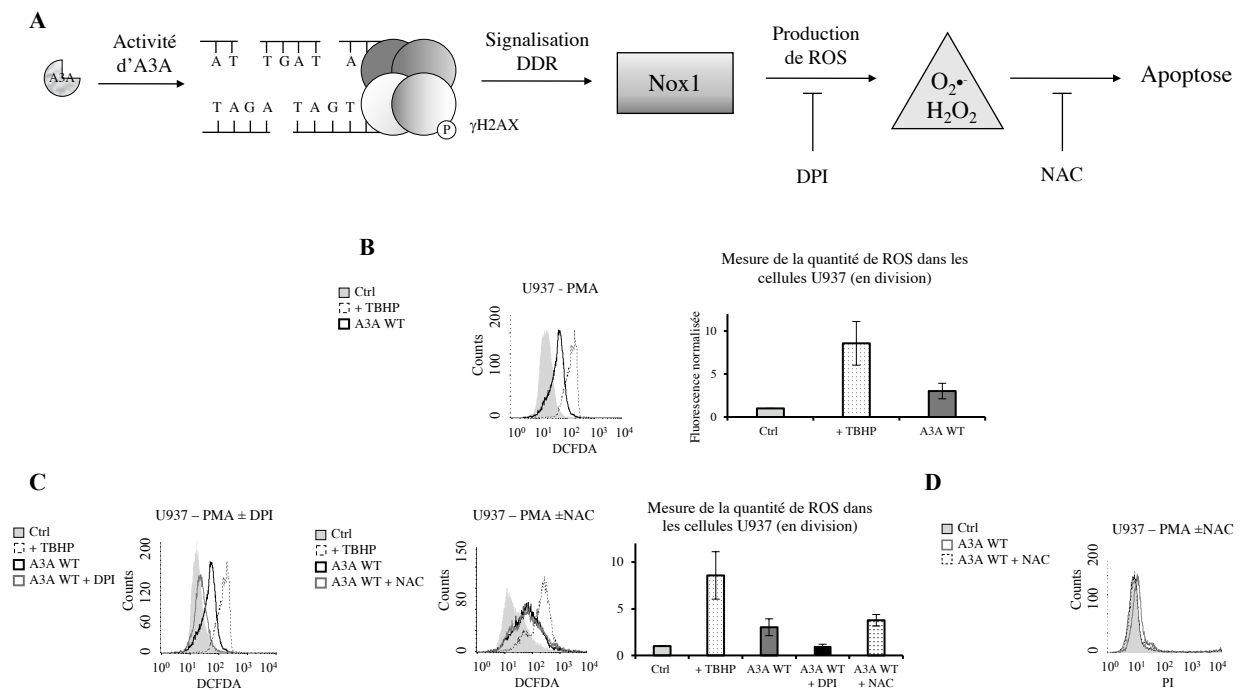 A
Activité
d'A3A
A3A
A T T G A T A
T A G A T A G T
P
γH2AX
Signalisation
DDR
Nox1
Production
de ROS
DPI
O2•-
H2O2
NAC
Apoptose
B
Ctrl
+ TBHP
A3A WT
U937 - PMA
Counts
200
100
0
10^0 10^1 10^2 10^3 10^4
DCFDA
Mesure de la quantité de ROS dans les
cellules U937 (en division)
Fluorescence normalisée
10
5
0
Ctrl + TBHP A3A WT
C
Ctrl
+ TBHP
A3A WT
A3A WT + DPI
U937 – PMA ± DPI
Counts
200
180
120
60
0
10^0 10^1 10^2 10^3 10^4
DCFDA
Ctrl
+ TBHP
A3A WT
A3A WT + NAC
U937 – PMA ±NAC
Counts
150
80
0
10^0 10^1 10^2 10^3 10^4
DCFDA
Mesure de la quantité de ROS dans
les cellules U937 (en division)
10
5
0
Ctrl + TBHP A3A WT A3A WT A3A WT
+ DPI + NAC
D
Ctrl
A3A WT
A3A WT + NAC
U937 – PMA ±NAC
Counts
200
100
0
10^0 10^1 10^2 10^3 10^4
PI